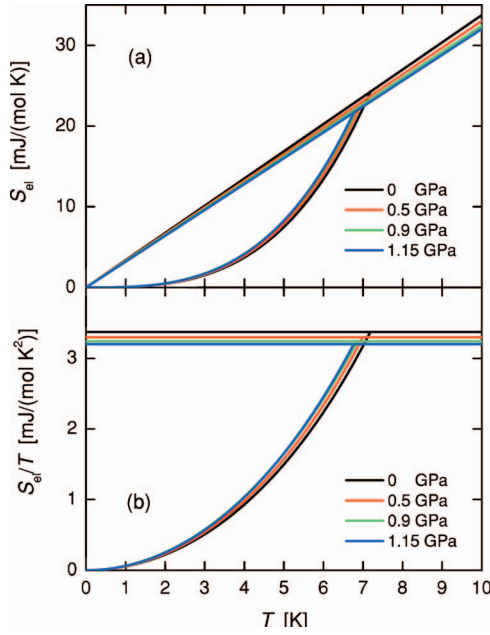 (a)
30
20
10
0
S_el [mJ/(mol K)]
0 GPa
0.5 GPa
0.9 GPa
1.15 GPa
3
2
1
0
S_el/T [mJ/(mol K²)]
(b)
0 GPa
0.5 GPa
0.9 GPa
1.15 GPa
0 1 2 3 4 5 6 7 8 9 10
T [K]